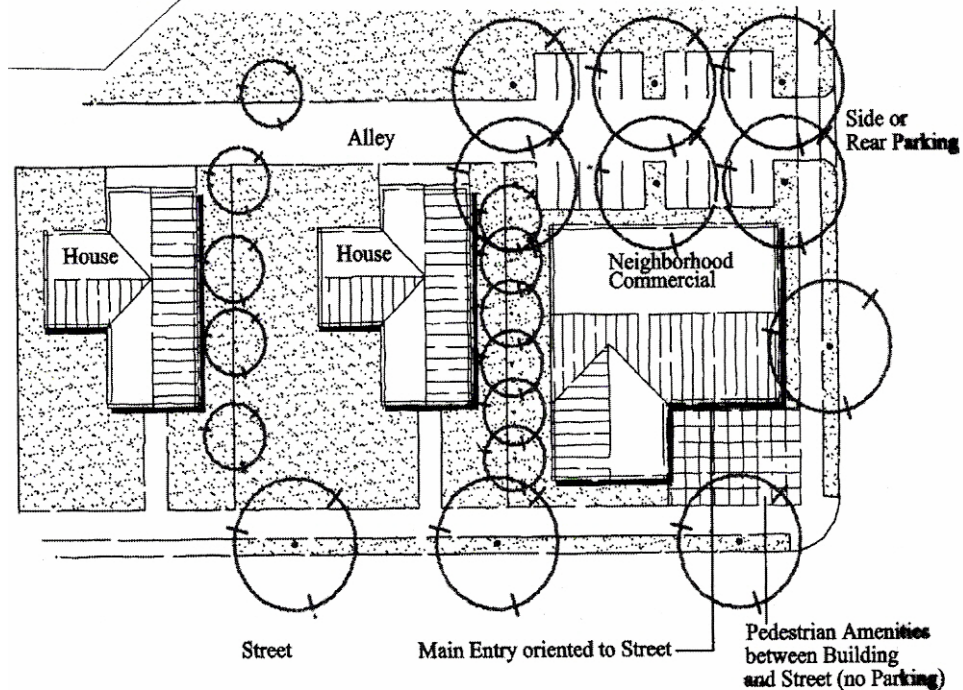 Alley
Side or
Rear Parking
House
House
Neighborhood
Commercial
Street
Main Entry oriented to Street
Pedestrian Amenities
between Building
and Street (no Parking)